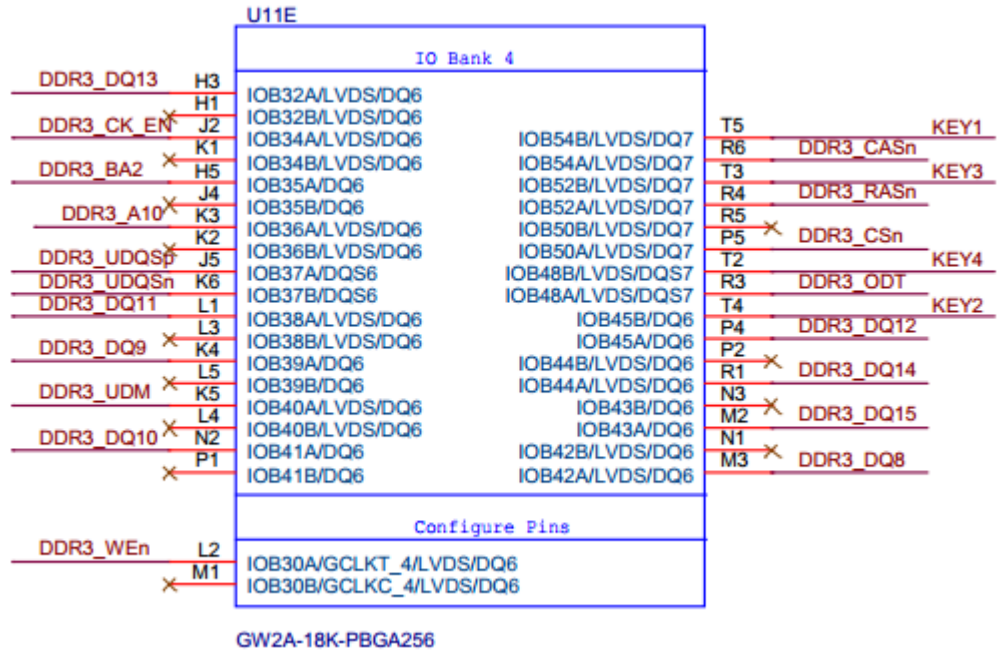 U11E
IO Bank 4
DDR3_DQ13 H3 IOB32A/LVDS/DQ6
H1 IOB32B/LVDS/DQ6
DDR3_CK_EN J2 IOB34A/LVDS/DQ6 IOB54B/LVDS/DQ7 T5 KEY1
K1 IOB34B/LVDS/DQ6 IOB54A/LVDS/DQ7 R6 DDR3_CASn
DDR3_BA2 H5 IOB35A/DQ6 IOB52B/LVDS/DQ7 T3 KEY3
J4 IOB35B/DQ6 IOB52A/LVDS/DQ7 R4 DDR3_RASn
DDR3_A10 K3 IOB36A/LVDS/DQ6 IOB50B/LVDS/DQ7 R5
K2 IOB36B/LVDS/DQ6 IOB50A/LVDS/DQ7 P5 DDR3_CSn
DDR3_UDQSp J5 IOB37A/DQS6 IOB48B/LVDS/DQS7 T2 KEY4
DDR3_UDQSn K6 IOB37B/DQS6 IOB48A/LVDS/DQS7 R3 DDR3_ODT
DDR3_DQ11 L1 IOB38A/LVDS/DQ6 IOB45B/DQ6 T4 KEY2
L3 IOB38B/LVDS/DQ6 IOB45A/DQ6 P4 DDR3_DQ12
DDR3_DQ9 K4 IOB39A/DQ6 IOB44B/LVDS/DQ6 P2
L5 IOB39B/DQ6 IOB44A/LVDS/DQ6 R1 DDR3_DQ14
DDR3_UDM K5 IOB40A/LVDS/DQ6 IOB43B/DQ6 N3
L4 IOB40B/LVDS/DQ6 IOB43A/DQ6 M2 DDR3_DQ15
DDR3_DQ10 N2 IOB41A/DQ6 IOB42B/LVDS/DQ6 N1
P1 IOB41B/DQ6 IOB42A/LVDS/DQ6 M3 DDR3_DQ8
Configure Pins
DDR3_WEn L2 IOB30A/GCLKT_4/LVDS/DQ6
M1 IOB30B/GCLKC_4/LVDS/DQ6
GW2A-18K-PBGA256